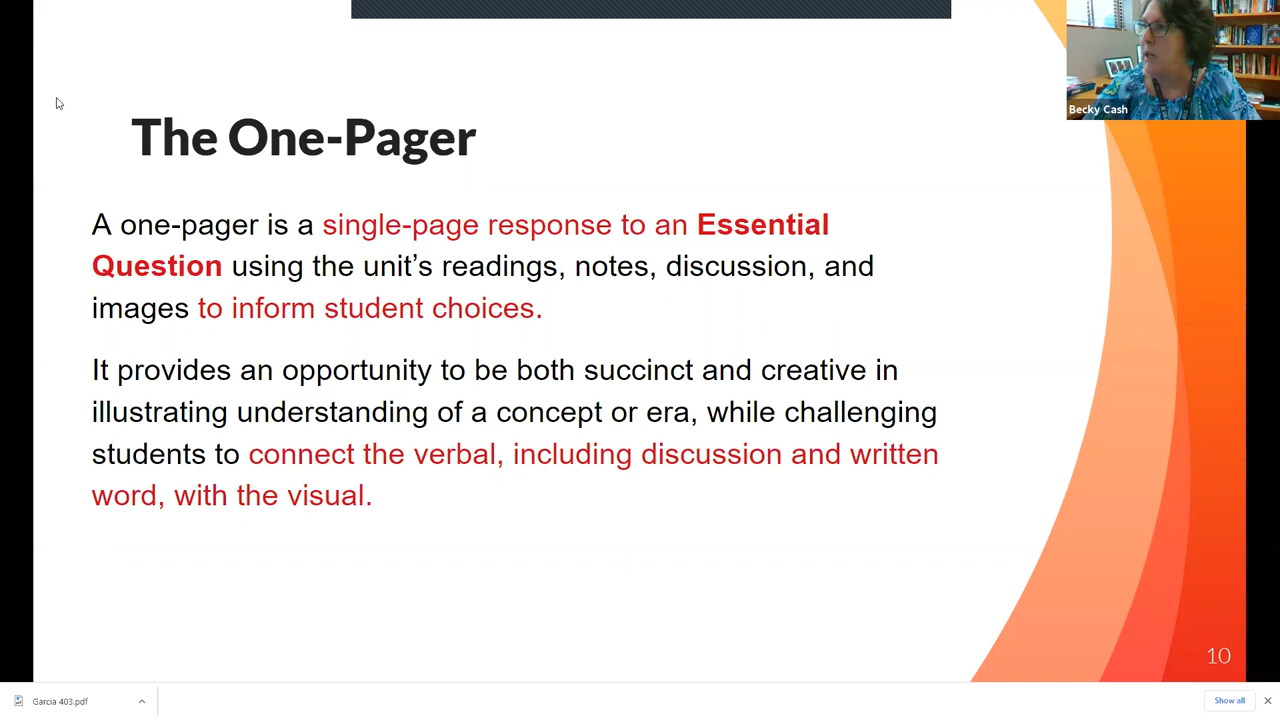 Becky Cash
The One-Pager
A one-pager is a single-page response to an Essential
Question using the unit’s readings, notes, discussion, and
images to inform student choices.
It provides an opportunity to be both succinct and creative in
illustrating understanding of a concept or era, while challenging
students to connect the verbal, including discussion and written
word, with the visual.
10
Garcia 403.pdf
Show all